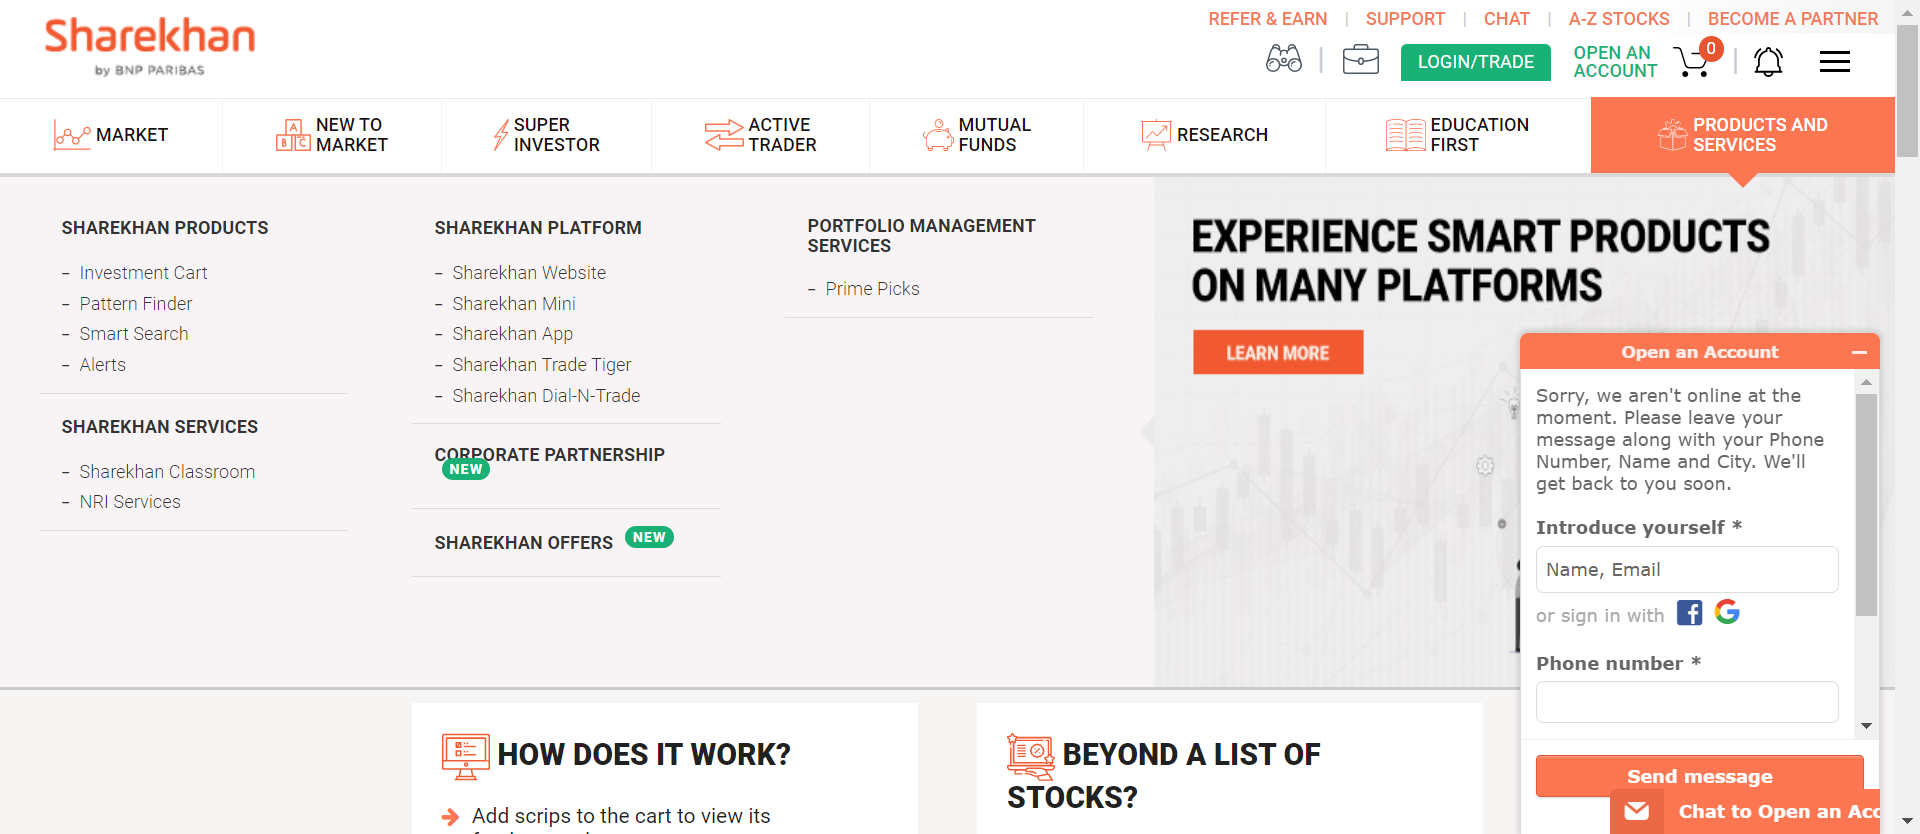 Sharekhan
by BNP PARIBAS
REFER & EARN | SUPPORT | CHAT | A-Z STOCKS | BECOME A PARTNER
LOGIN/TRADE
OPEN AN
ACCOUNT
0
MARKET
NEW TO
MARKET
SUPER
INVESTOR
ACTIVE
TRADER
MUTUAL
FUNDS
RESEARCH
EDUCATION
FIRST
PRODUCTS AND
SERVICES
SHAREKHAN PRODUCTS
– Investment Cart
– Pattern Finder
– Smart Search
– Alerts
SHAREKHAN SERVICES
– Sharekhan Classroom
– NRI Services
SHAREKHAN PLATFORM
– Sharekhan Website
– Sharekhan Mini
– Sharekhan App
– Sharekhan Trade Tiger
– Sharekhan Dial-N-Trade
CORPORATE PARTNERSHIP
NEW
SHAREKHAN OFFERS NEW
PORTFOLIO MANAGEMENT
SERVICES
– Prime Picks
EXPERIENCE SMART PRODUCTS
ON MANY PLATFORMS
LEARN MORE
Open an Account
Sorry, we aren't online at the
moment. Please leave your
message along with your Phone
Number, Name and City. We'll
get back to you soon.
Introduce yourself *
Name, Email
or sign in with
Phone number *
Send message
Chat to Open an Acc
HOW DOES IT WORK?
Add scrips to the cart to view its
BEYOND A LIST OF
STOCKS?